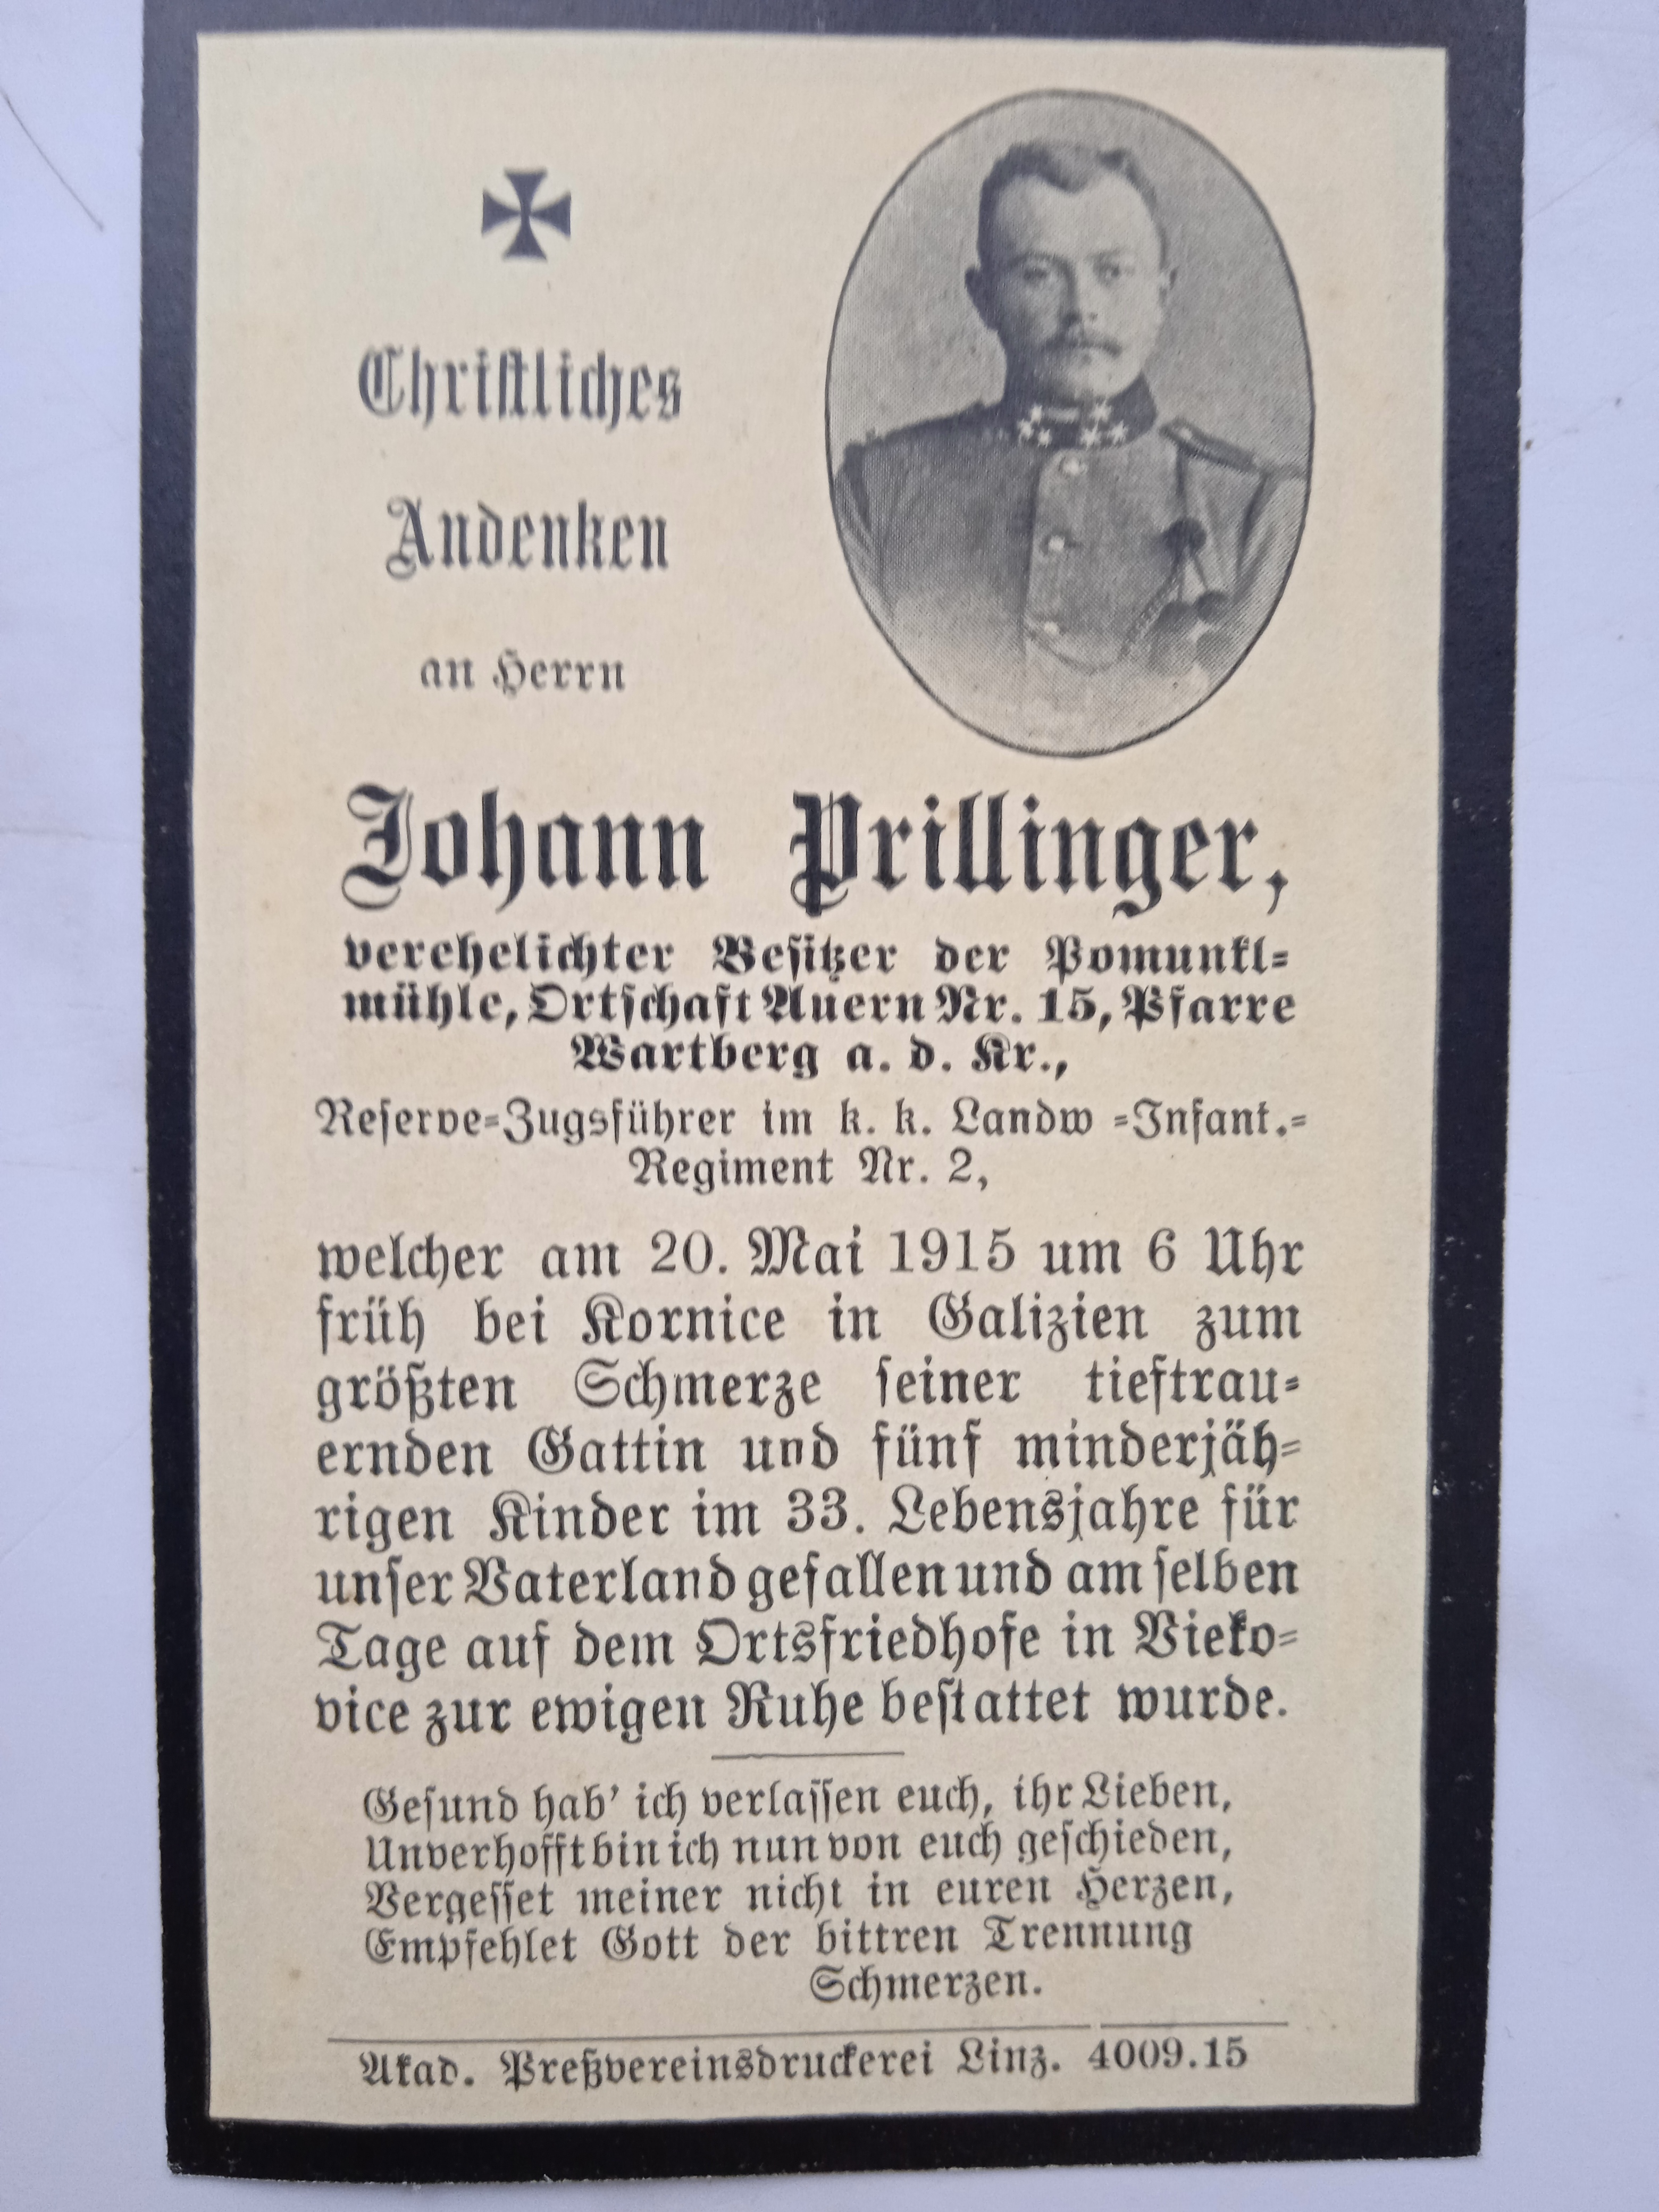 Christliches
Andenken
an Herrn
Johann Prillinger,
verehelichter Besitzer der Pomunkl-
mühle, Ortschaft Auern Nr. 15, Pfarre
Wartberg a. d. Kr.,
Reserve-Zugsführer im k. k. Landw -Infant.-
Regiment Nr. 2,
welcher am 20. Mai 1915 um 6 Uhr
früh bei Kornice in Galizien zum
größten Schmerze seiner tieftrau-
ernden Gattin und fünf minderjäh-
rigen Kinder im 33. Lebensjahre für
unser Vaterland gefallen und am selben
Tage auf dem Ortsfriedhofe in Vieko-
vice zur ewigen Ruhe bestattet wurde.
Gesund hab' ich verlassen euch, ihr Lieben,
Unverhofft bin ich nun von euch geschieden,
Vergesset meiner nicht in euren Herzen,
Empfehlet Gott der bittren Trennung
Schmerzen.
Akad. Preßvereinsdruckerei Linz. 4009.15